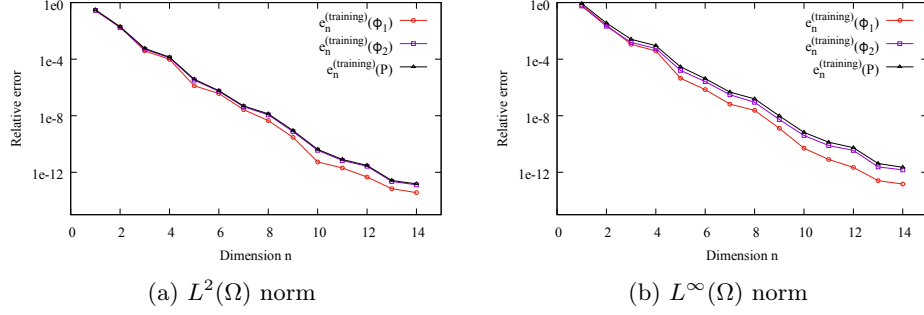 1e0
1e-4
1e-8
1e-12
Relative error
0 2 4 6 8 10 12 14
Dimension n
e_n^(training)(Φ_1)
e_n^(training)(Φ_2)
e_n^(training)(P)
(a) L^2(Ω) norm
1e0
1e-4
1e-8
1e-12
Relative error
0 2 4 6 8 10 12 14
Dimension n
e_n^(training)(Φ_1)
e_n^(training)(Φ_2)
e_n^(training)(P)
(b) L^∞(Ω) norm